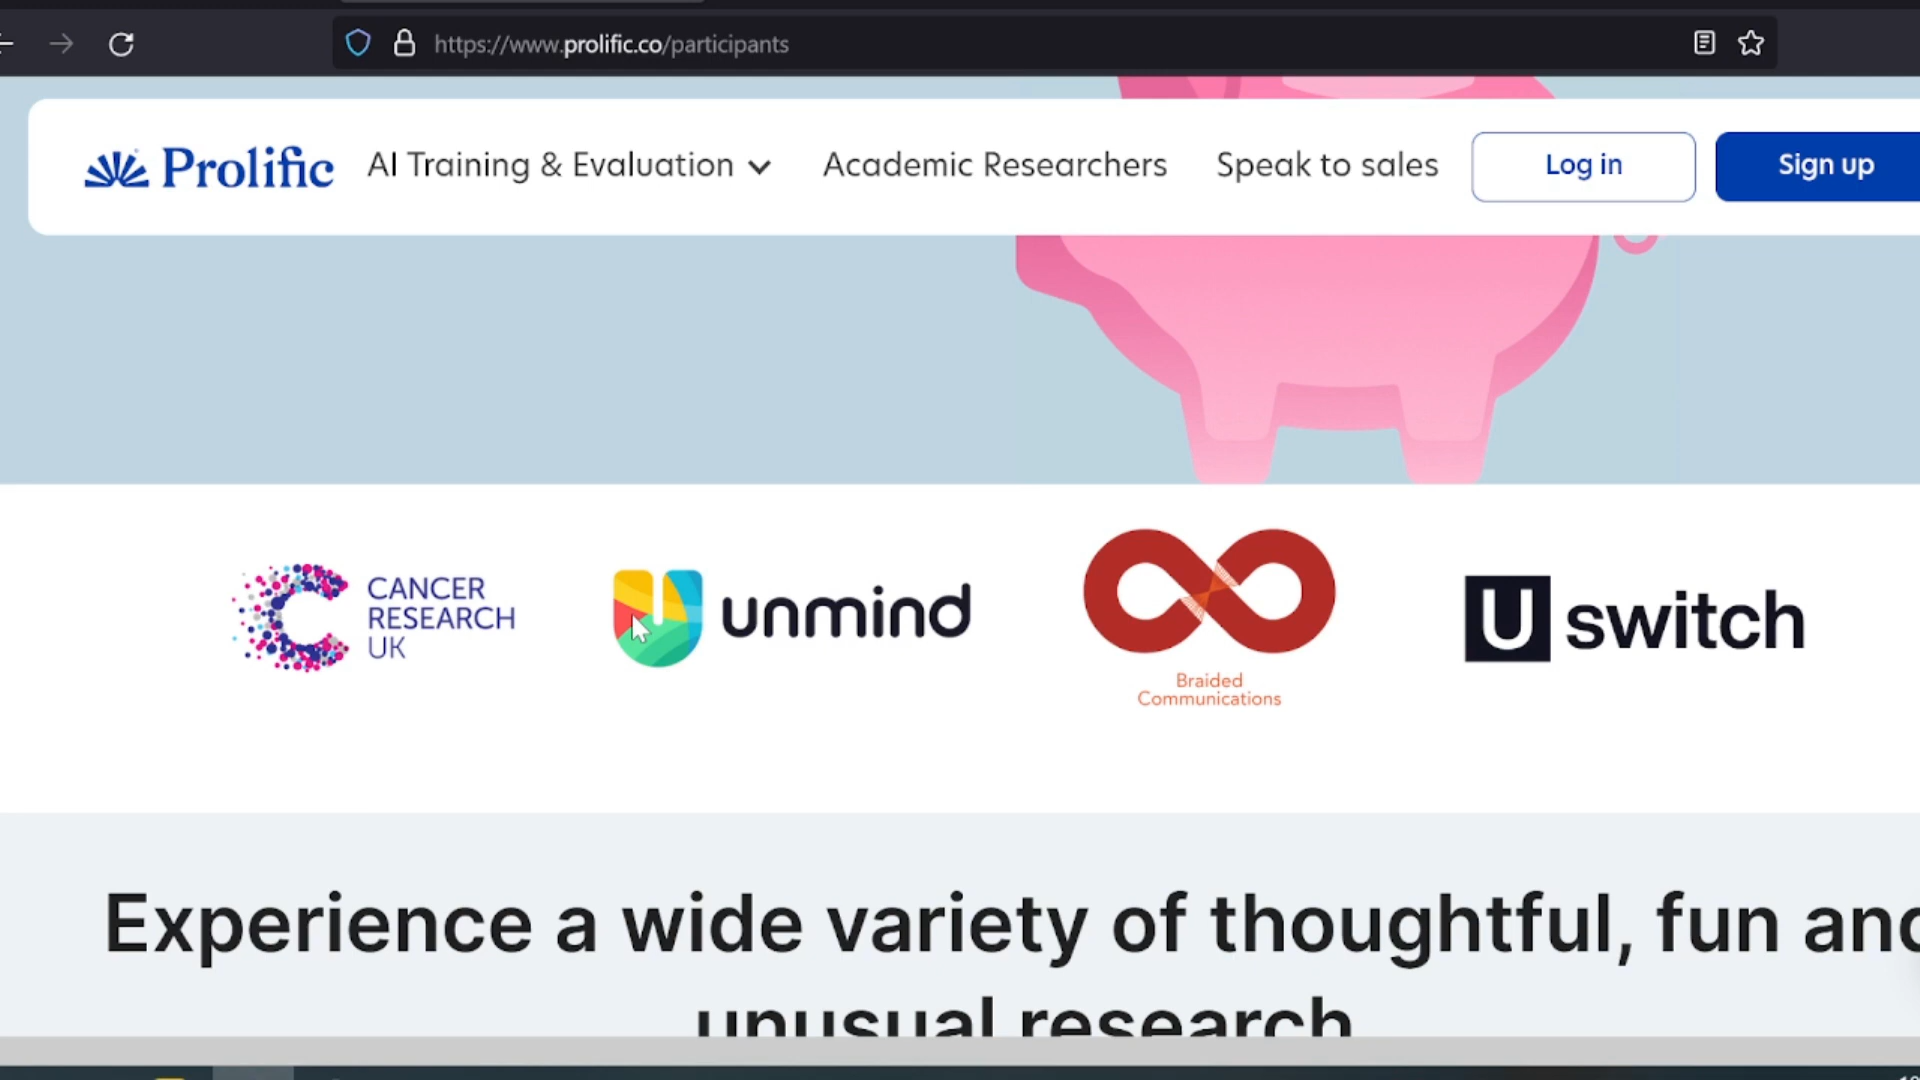 https://www.prolific.co/participants
Prolific AI Training & Evaluation Academic Researchers Speak to sales Log in Sign up
CANCER
RESEARCH
UK
unmind
Braided
Communications
U switch
Experience a wide variety of thoughtful, fun and
unusual research